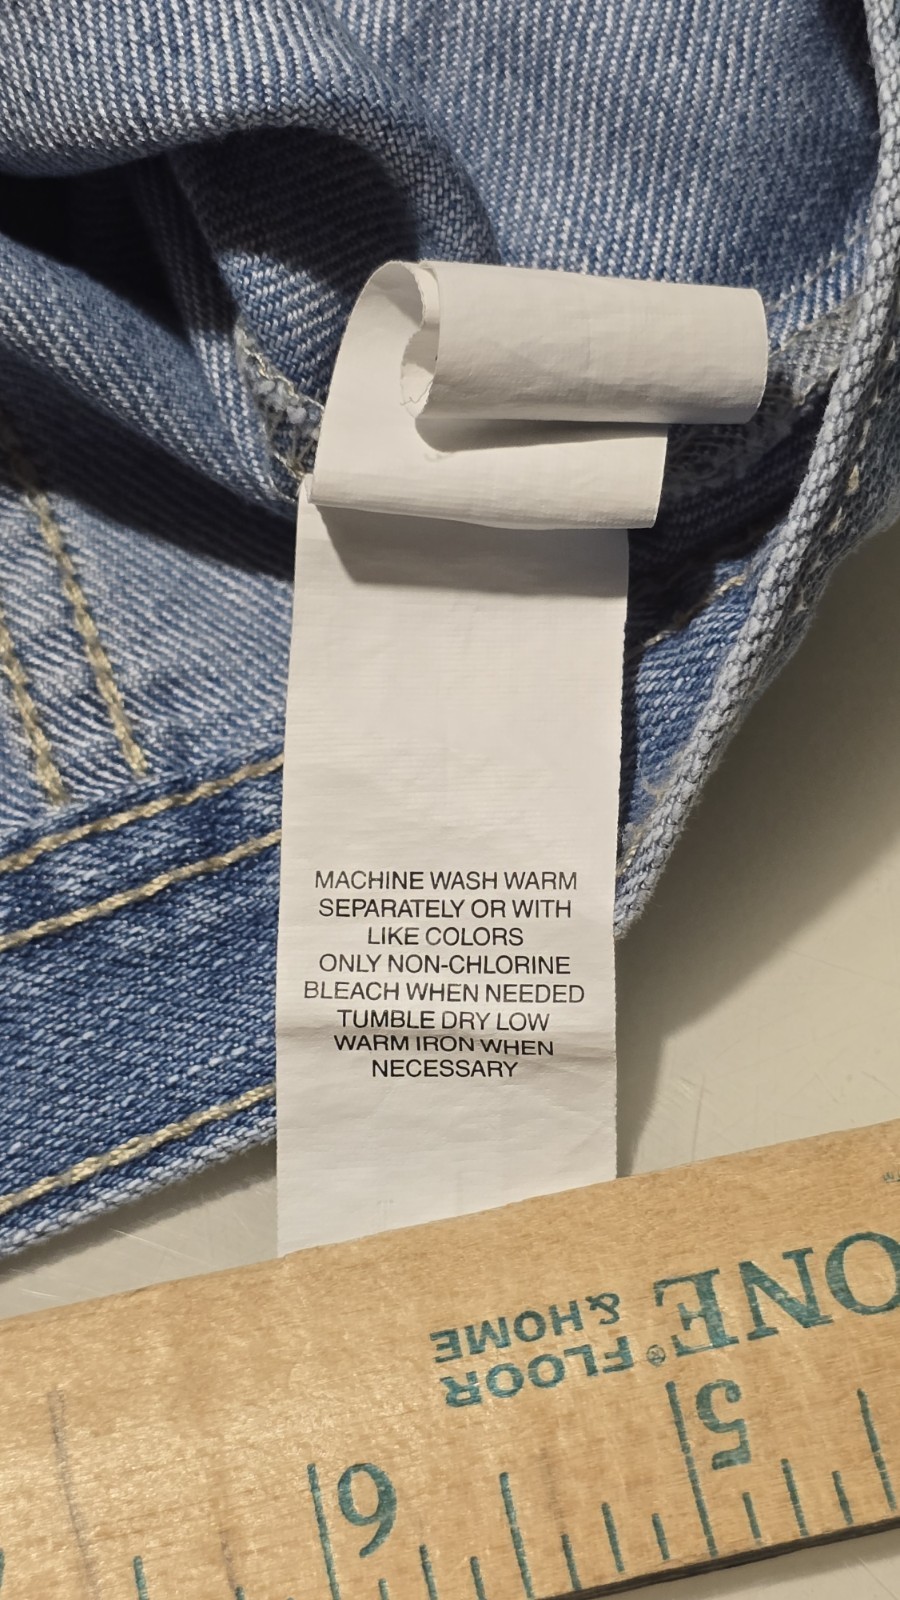 MACHINE WASH WARM
SEPARATELY OR WITH
LIKE COLORS
ONLY NON-CHLORINE
BLEACH WHEN NEEDED
TUMBLE DRY LOW
WARM IRON WHEN
NECESSARY
ONE
FLOOR®
& HOME
5
6